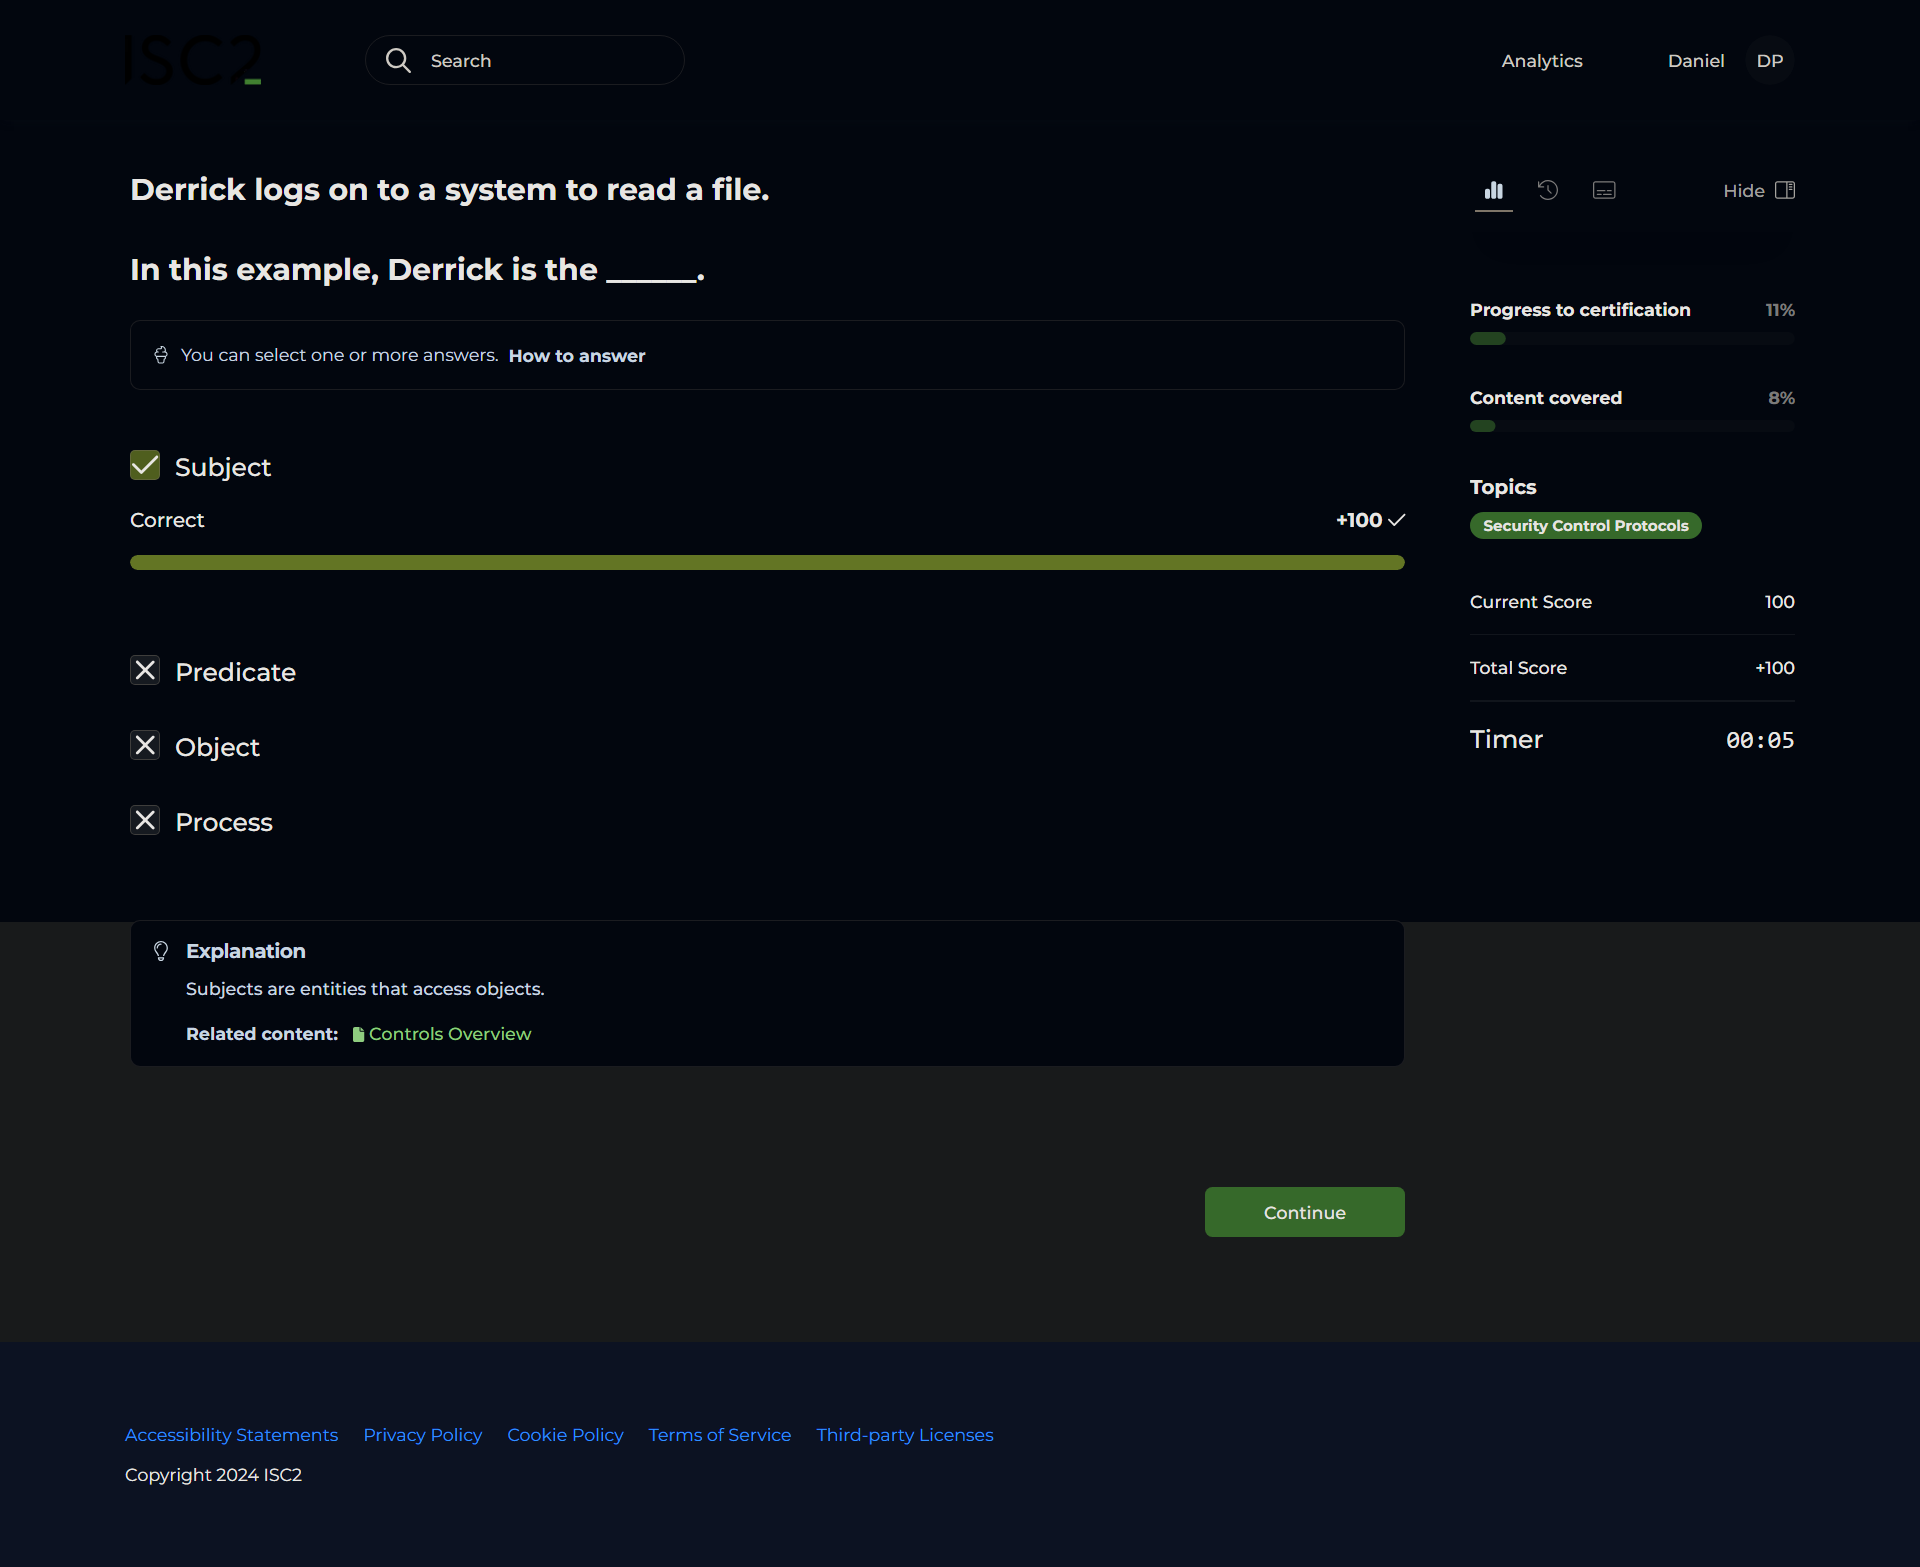 ISC2
Search
Analytics
Daniel
DP
Derrick logs on to a system to read a file.
In this example, Derrick is the ______.
You can select one or more answers. How to answer
Subject
Correct
+100
Predicate
Object
Process
Explanation
Subjects are entities that access objects.
Related content: Controls Overview
Continue
Hide
Progress to certification 11%
Content covered 8%
Topics
Security Control Protocols
Current Score 100
Total Score +100
Timer 00:05
Accessibility Statements Privacy Policy Cookie Policy Terms of Service Third-party Licenses
Copyright 2024 ISC2